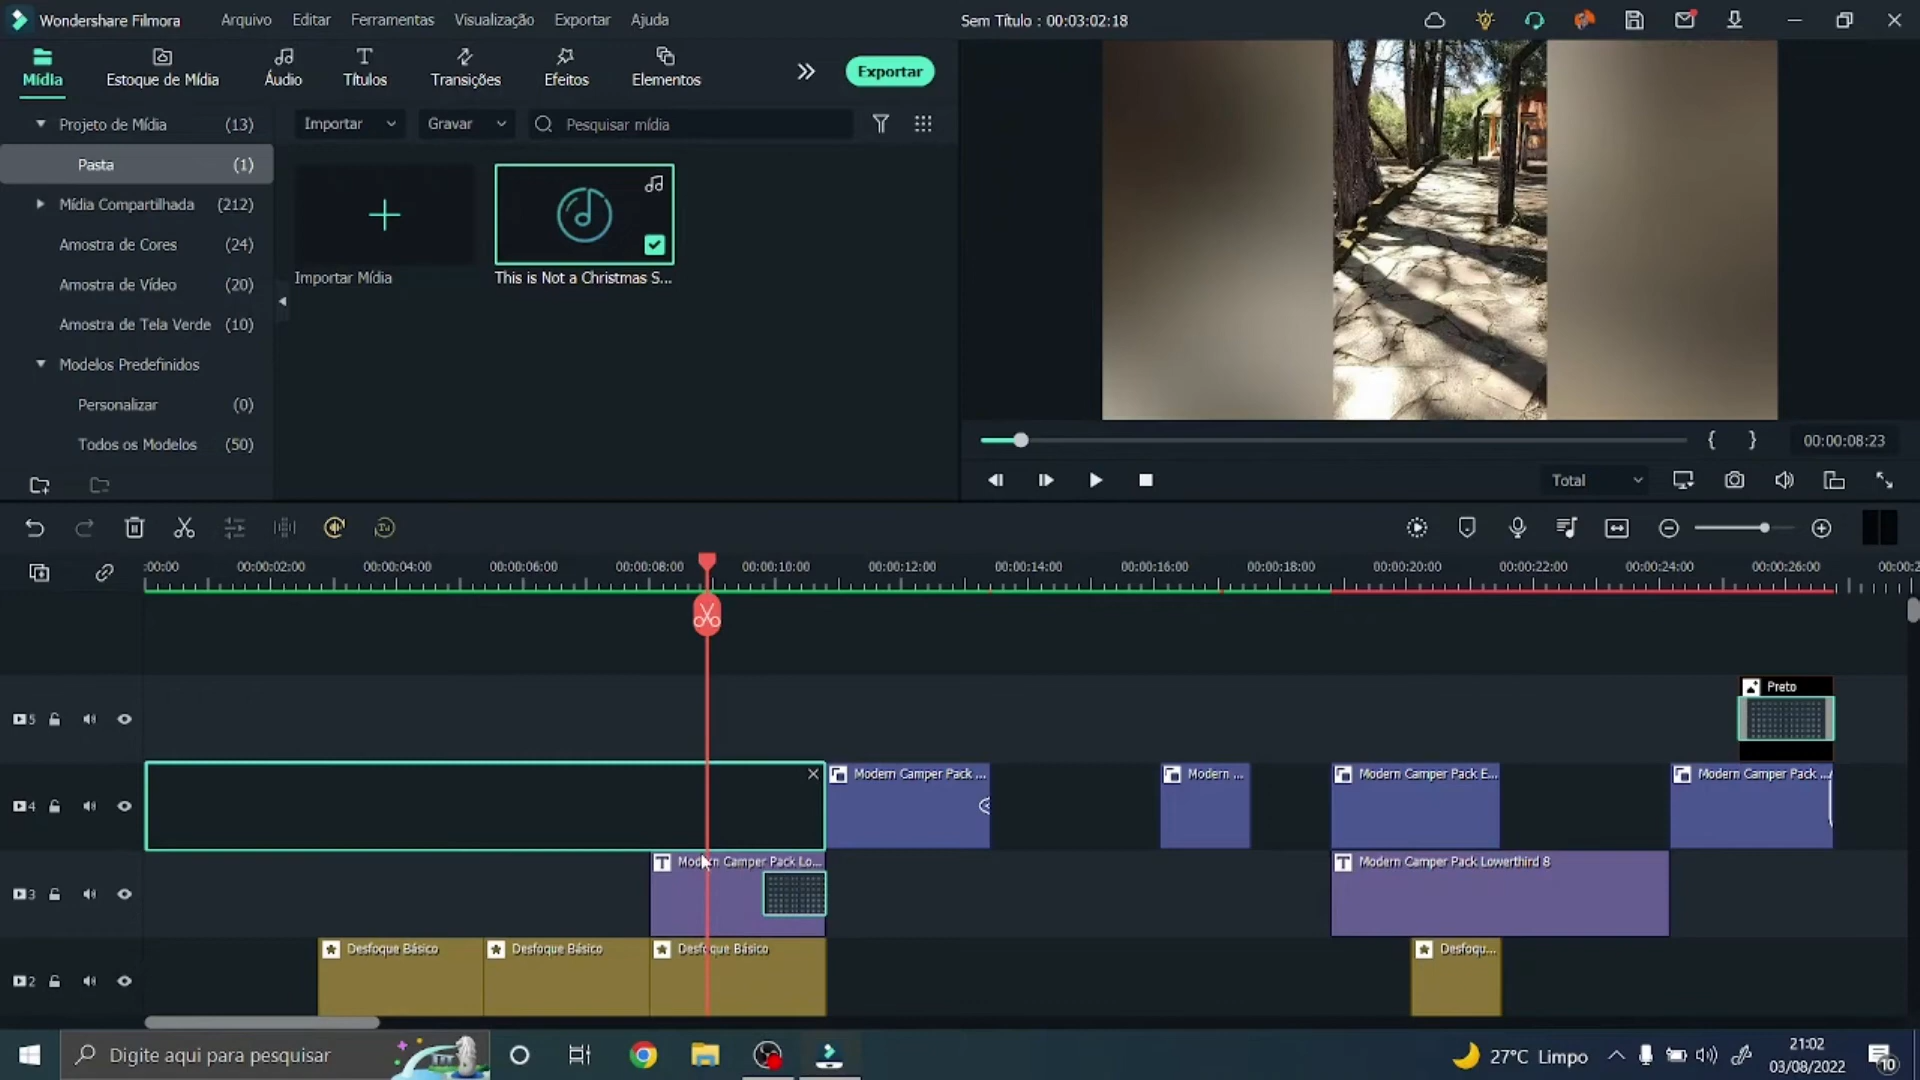 Wondershare Filmora
Arquivo Editar Ferramentas Visualização Exportar Ajuda
Sem Título : 00:03:02:18
Mídia
Estoque de Mídia
Áudio
Títulos
Transições
Efeitos
Elementos
Exportar
Projeto de Mídia (13)
Importar
Gravar
Pesquisar mídia
Pasta (1)
Mídia Compartilhada (212)
Amostra de Cores (24)
Amostra de Vídeo (20)
Amostra de Tela Verde (10)
Modelos Predefinidos
Personalizar (0)
Todos os Modelos (50)
Importar Mídia
This is Not a Christmas S...
00:00:08:23
Total
:00:00 00:00:02:00 00:00:04:00 00:00:06:00 00:00:08:00 00:00:10:00 00:00:12:00 00:00:14:00 00:00:16:00 00:00:18:00 00:00:20:00 00:00:22:00 00:00:24:00 00:00:26:00 00:00:2
5
Preto
4
Modern Camper Pack ...
Modern ...
Modern Camper Pack E...
Modern Camper Pack ...
3
Modern Camper Pack Lo...
Modern Camper Pack Lowerthird 8
2
Desfoque Básico
Desfoque Básico
Desfoque Básico
Desfoqu...
Digite aqui para pesquisar
27°C Limpo
21:02
03/08/2022
10